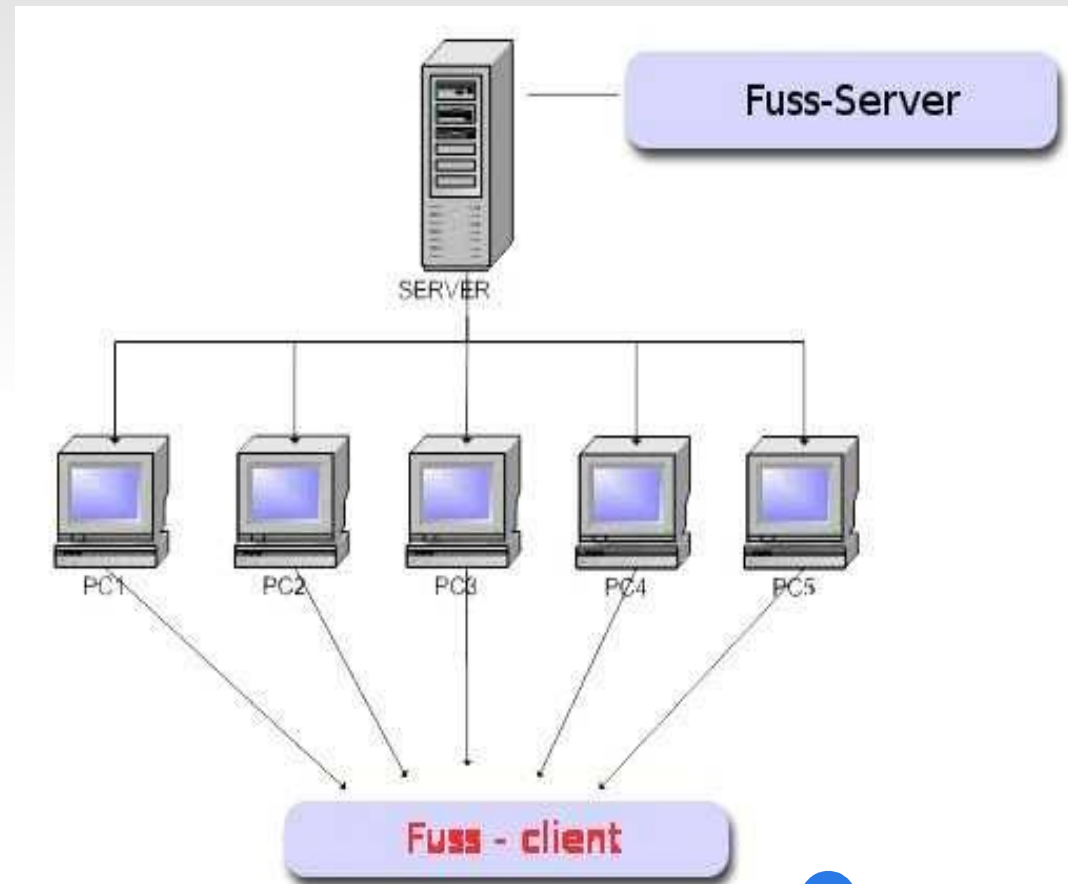 Fuss-Server
SERVER
PC1
PC2
PC3
PC4
PC5
Fuss - client